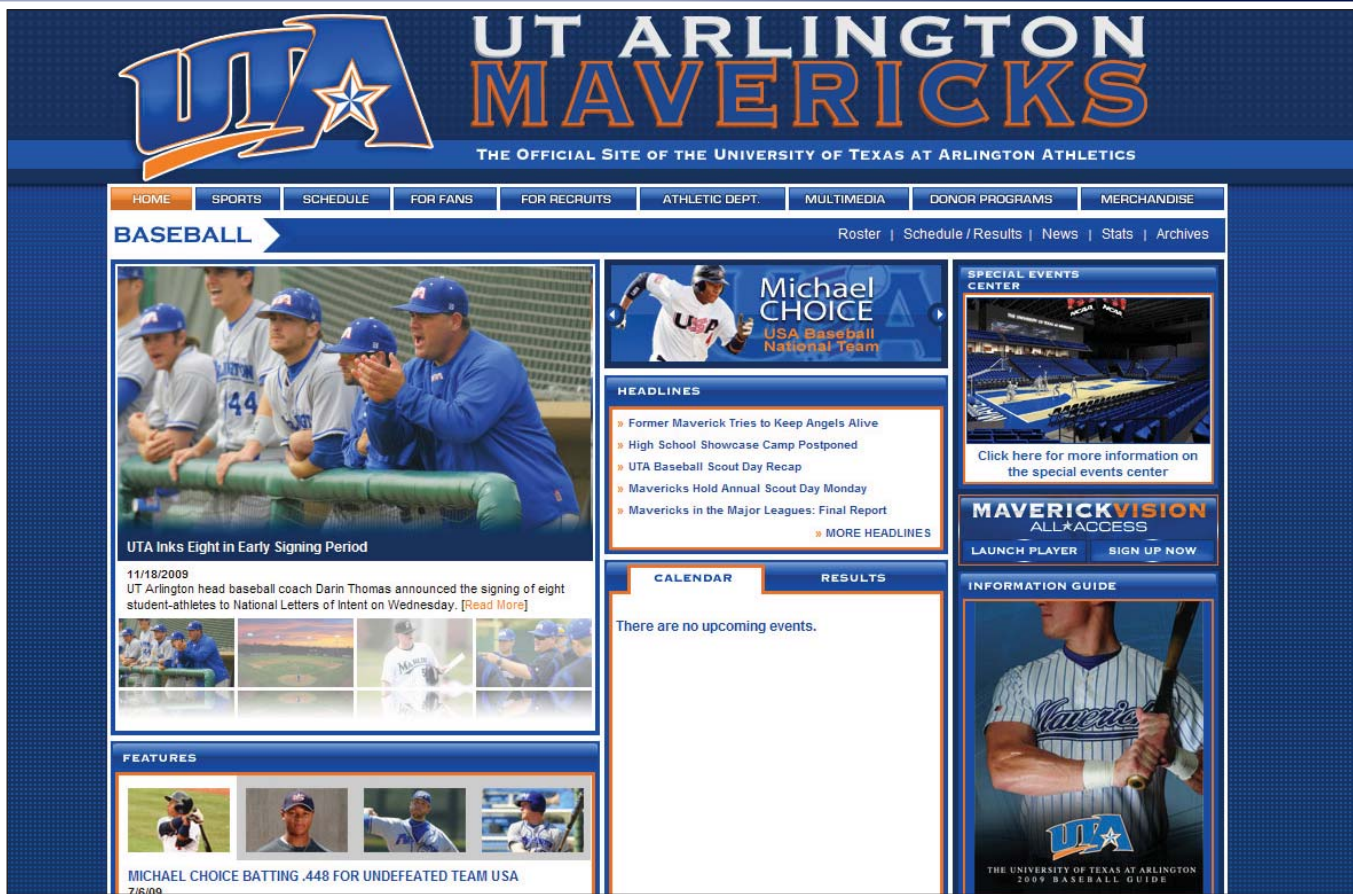 UTA
UT ARLINGTON
MAVERICKS
THE OFFICIAL SITE OF THE UNIVERSITY OF TEXAS AT ARLINGTON ATHLETICS
HOME SPORTS SCHEDULE FOR FANS FOR RECRUITS ATHLETIC DEPT. MULTIMEDIA DONOR PROGRAMS MERCHANDISE
BASEBALL
Roster | Schedule / Results | News | Stats | Archives
44
UTA Inks Eight in Early Signing Period
11/18/2009
UT Arlington head baseball coach Darin Thomas announced the signing of eight
student-athletes to National Letters of Intent on Wednesday. [Read More]
FEATURES
MICHAEL CHOICE BATTING .448 FOR UNDEFEATED TEAM USA
7/6/09
USA
Michael
CHOICE
USA Baseball
National Team
HEADLINES
» Former Maverick Tries to Keep Angels Alive
» High School Showcase Camp Postponed
» UTA Baseball Scout Day Recap
» Mavericks Hold Annual Scout Day Monday
» Mavericks in the Major Leagues: Final Report
» MORE HEADLINES
CALENDAR RESULTS
There are no upcoming events.
SPECIAL EVENTS
CENTER
Click here for more information on
the special events center
MAVERICKVISION
ALL★ACCESS
LAUNCH PLAYER SIGN UP NOW
INFORMATION GUIDE
Mavericks
UTA
THE UNIVERSITY OF TEXAS AT ARLINGTON
2009 BASEBALL GUIDE